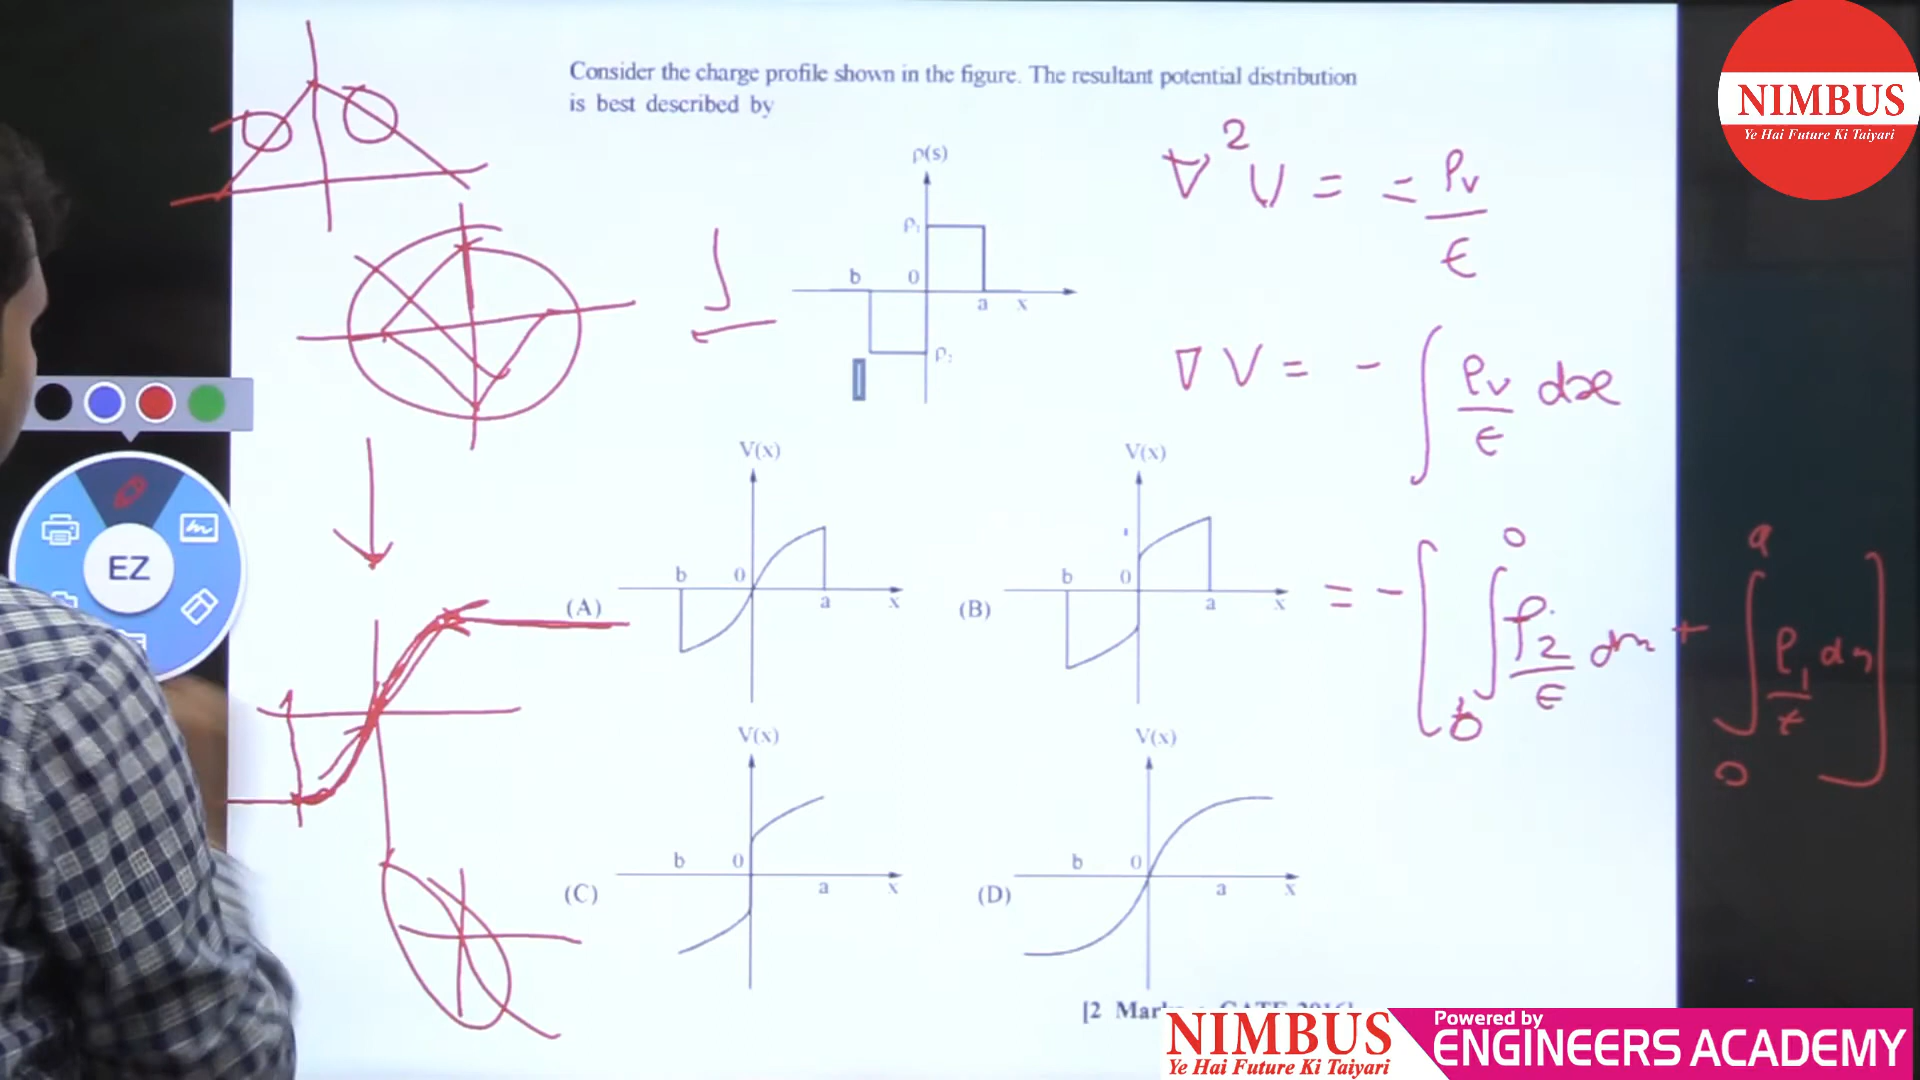 Consider the charge profile shown in the figure. The resultant potential distribution
is best described by
ρ(s)
ρ₁
b
0
a
x
ρ₂
∇²V = - ρv/ϵ
∇V = - ∫ ρv/ϵ dx
= - [ ∫ b 0 ρ2/ϵ dx + ∫ 0 a ρ1/ϵ dx ]
V(x)
b
0
(A)
a
x
V(x)
b
0
(B)
a
x
V(x)
b
0
(C)
a
x
V(x)
b
0
(D)
a
x
[2
EZ
NIMBUS
Ye Hai Future Ki Taiyari
NIMBUS
Ye Hai Future Ki Taiyari
Powered by
ENGINEERS ACADEMY